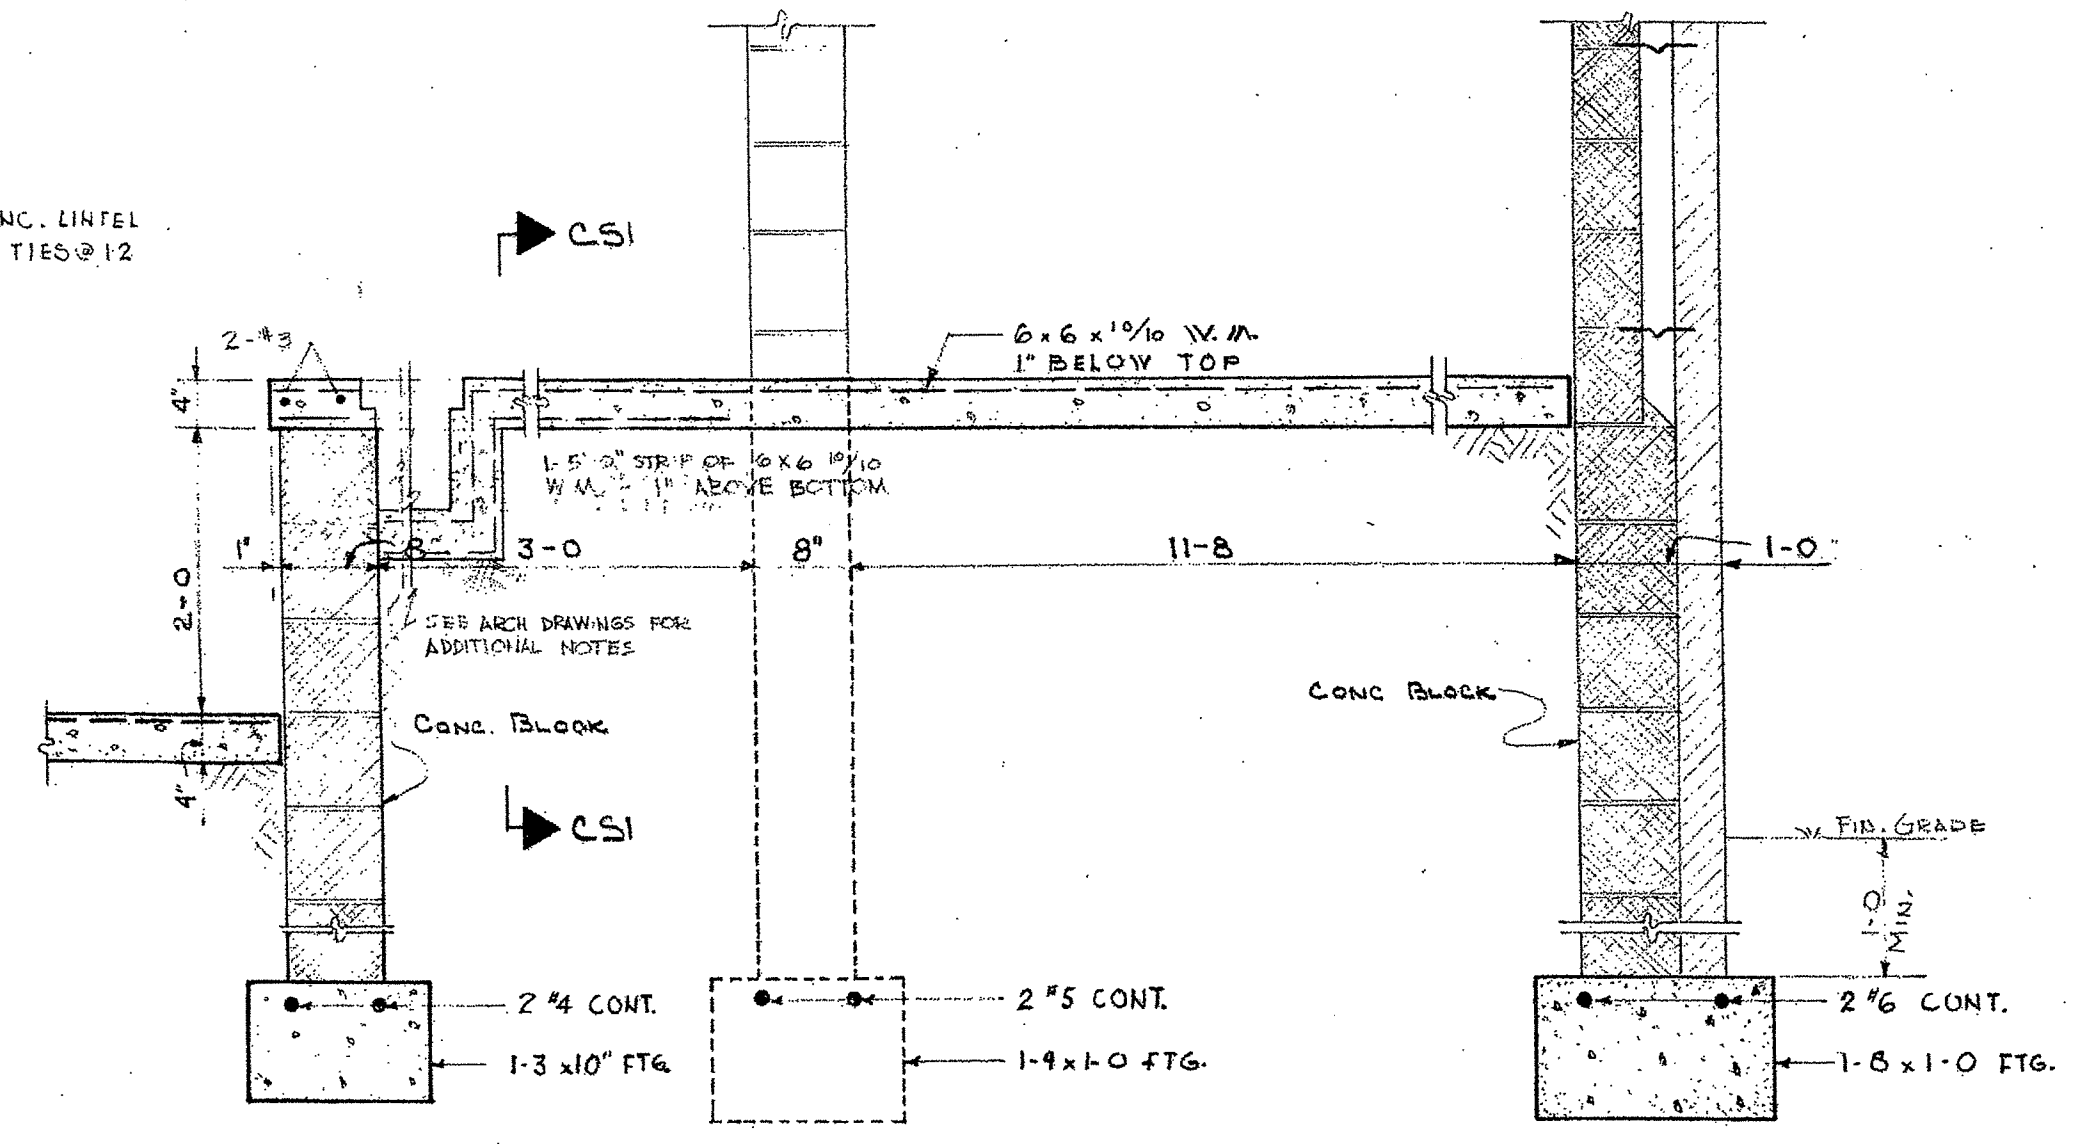 NC. LINTEL
TIES @ 12
CS1
2-#3
6 x 6 x 10/10 W. M.
1" BELOW TOP
4"
1-5'-0" STRIP OF 6 X 6 10/10
W M. - 1" ABOVE BOTTOM
1"
8
3-0
8"
11-8
1-0
2-0
SEE ARCH DRAWINGS FOR
ADDITIONAL NOTES
CONC BLOCK
CONC. BLOCK
4"
CS1
FIN. GRADE
1-0
MIN.
2 #4 CONT.
2 #5 CONT.
2 #6 CONT.
1-3 x10" FTG
1-4 x 1-0 FTG.
1-8 x 1-0 FTG.